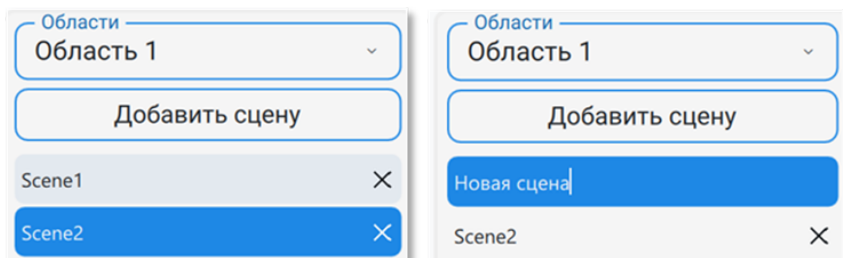 Области
Область 1
Добавить сцену
Scene1
Scene2
Области
Область 1
Добавить сцену
Новая сцена
Scene2